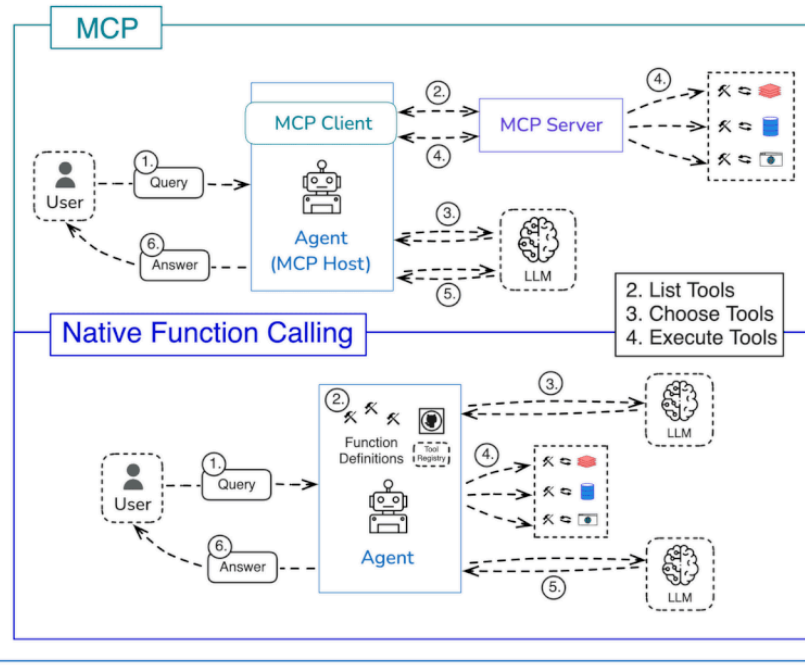 MCP
MCP Client
2.
4.
MCP Server
4.
1.
Query
User
6.
Answer
Agent
(MCP Host)
3.
5.
LLM
2. List Tools
3. Choose Tools
4. Execute Tools
Native Function Calling
2.
Function
Definitions
Tool
Registry
3.
LLM
4.
1.
Query
User
6.
Answer
Agent
5.
LLM